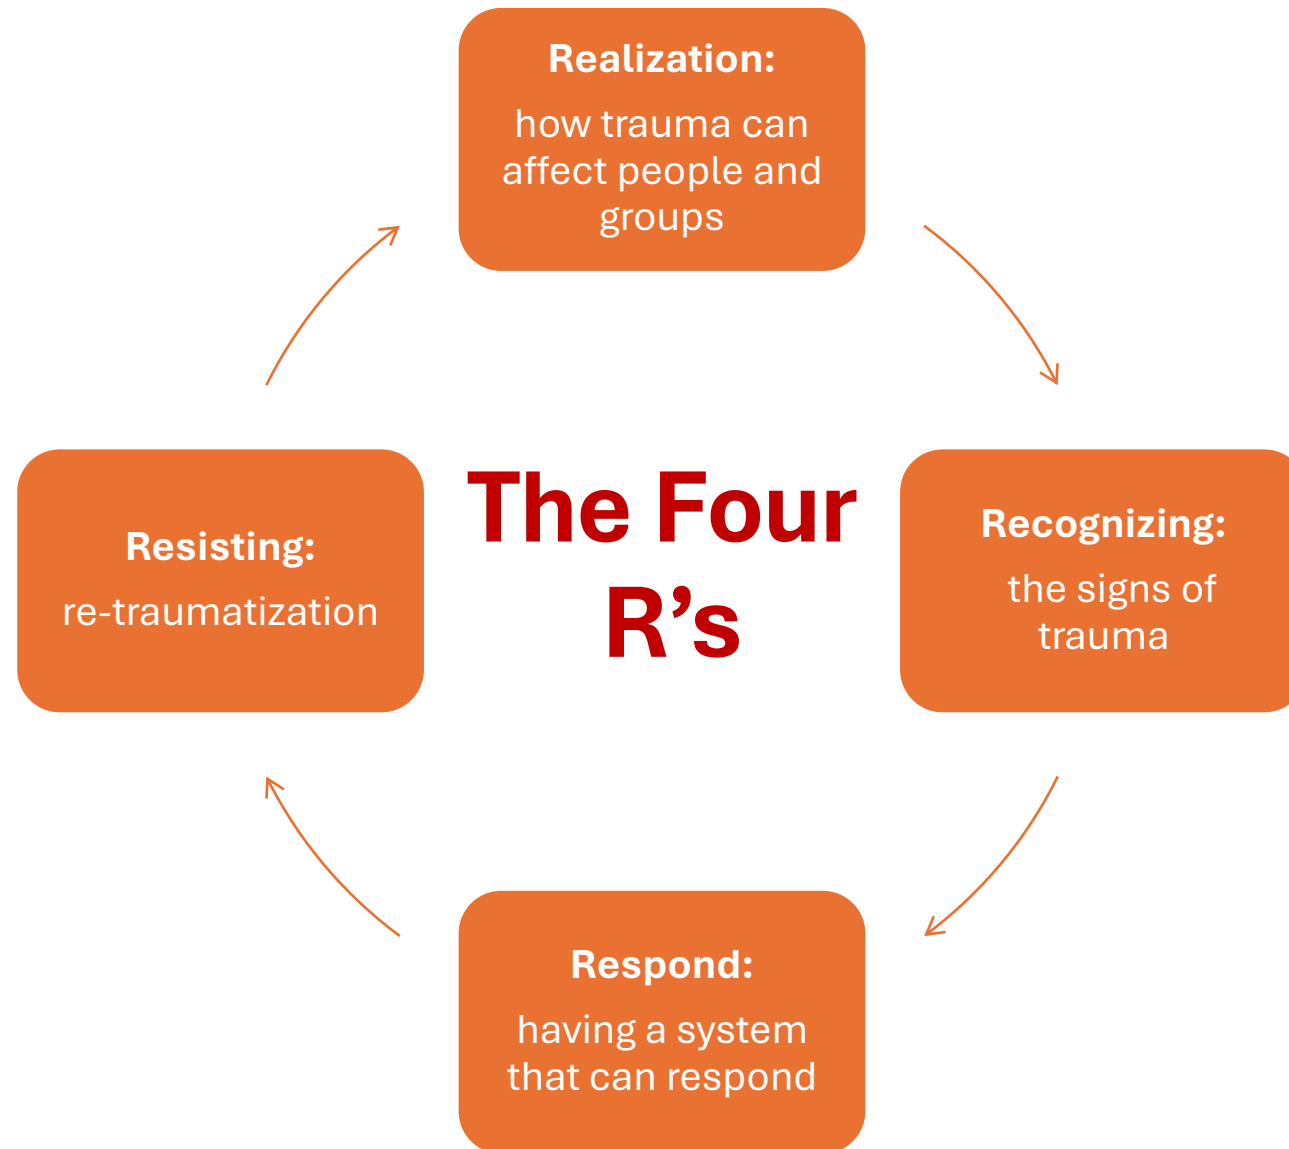 Realization:
how trauma can
affect people and
groups
The Four
R’s
Recognizing:
the signs of
trauma
Respond:
having a system
that can respond
Resisting:
re-traumatization